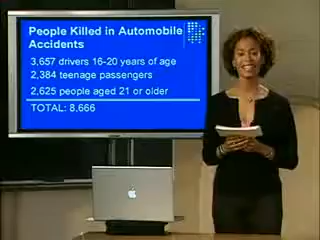 People Killed in Automobile
Accidents
3,657 drivers 16-20 years of age
2,384 teenage passengers
2,625 people aged 21 or older
TOTAL: 8,666